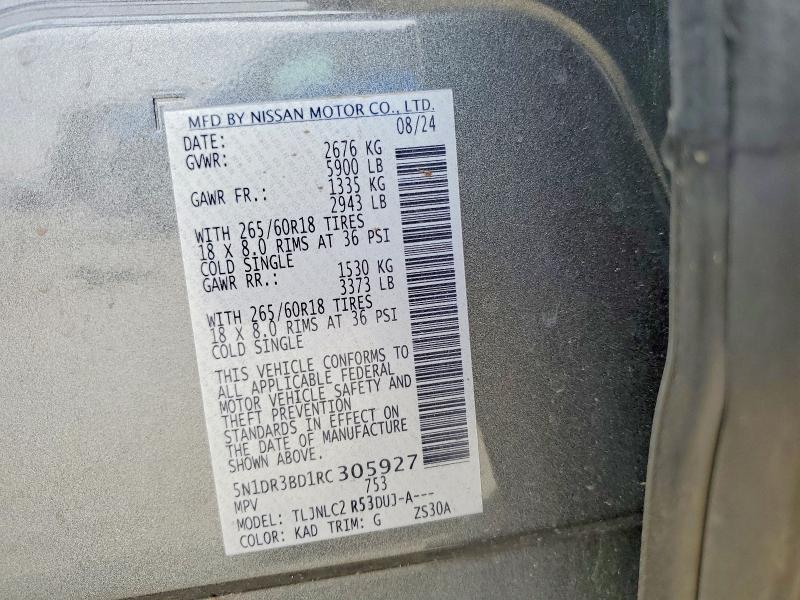 MFD BY NISSAN MOTOR CO., LTD.
DATE: 08/24
GVWR: 2676 KG
5900 LB
GAWR FR.: 1335 KG
2943 LB
WITH 265/60R18 TIRES
18 X 8.0 RIMS AT 36 PSI
COLD SINGLE
GAWR RR.: 1530 KG
3373 LB
WITH 265/60R18 TIRES
18 X 8.0 RIMS AT 36 PSI
COLD SINGLE
THIS VEHICLE CONFORMS TO
ALL APPLICABLE FEDERAL
MOTOR VEHICLE SAFETY AND
THEFT PREVENTION
STANDARDS IN EFFECT ON
THE DATE OF MANUFACTURE
SHOWN ABOVE.
5N1DR3BD1RC305927
MPV 753
MODEL: TLJNLC2 R53DUJ-A---
COLOR: KAD TRIM: G ZS30A